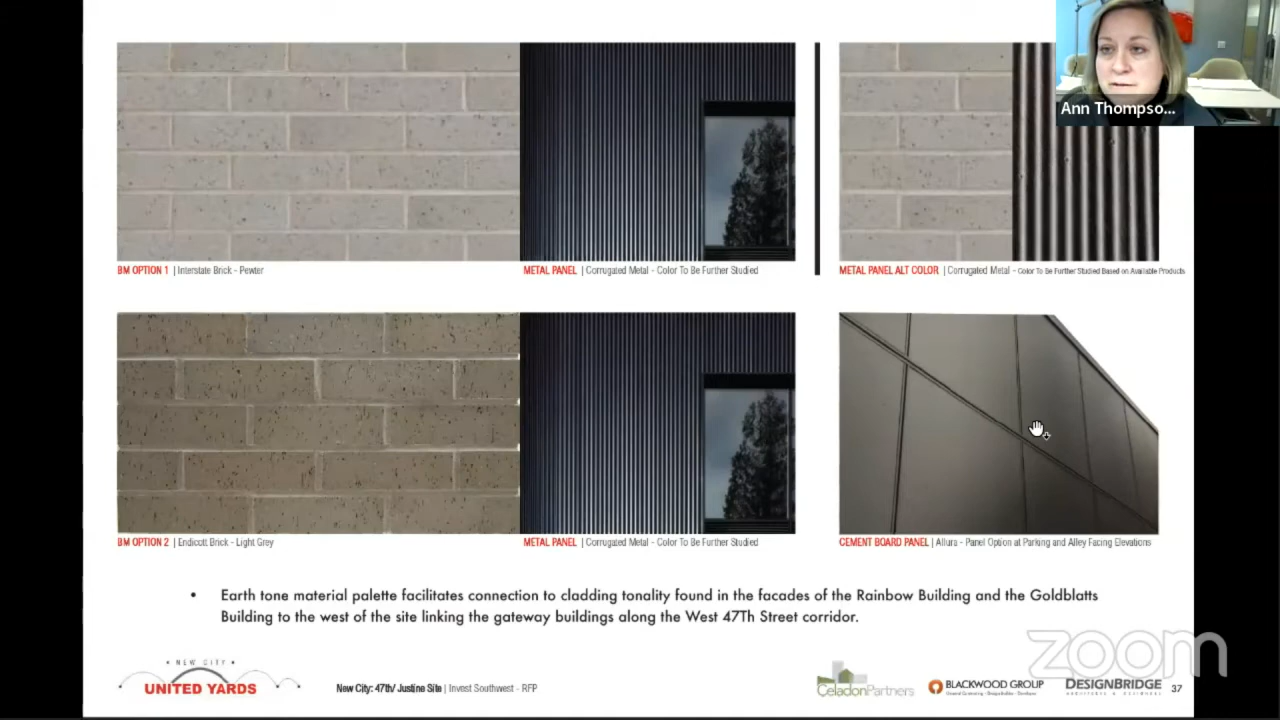 Ann Thompso...
BM OPTION 1 | Interstate Brick - Pewter
METAL PANEL | Corrugated Metal - Color To Be Further Studied
METAL PANEL ALT COLOR | Corrugated Metal - Color To Be Further Studied Based on Available Products
BM OPTION 2 | Endicott Brick - Light Grey
METAL PANEL | Corrugated Metal - Color To Be Further Studied
CEMENT BOARD PANEL | Allura - Panel Option at Parking and Alley Facing Elevations
• Earth tone material palette facilitates connection to cladding tonality found in the facades of the Rainbow Building and the Goldblatts
Building to the west of the site linking the gateway buildings along the West 47Th Street corridor.
zoom
• NEW CITY •
UNITED YARDS
New City: 47th/ Justine Site | Invest Southwest - RFP
CeladonPartners
BLACKWOOD GROUP
DESIGNBRIDGE
37